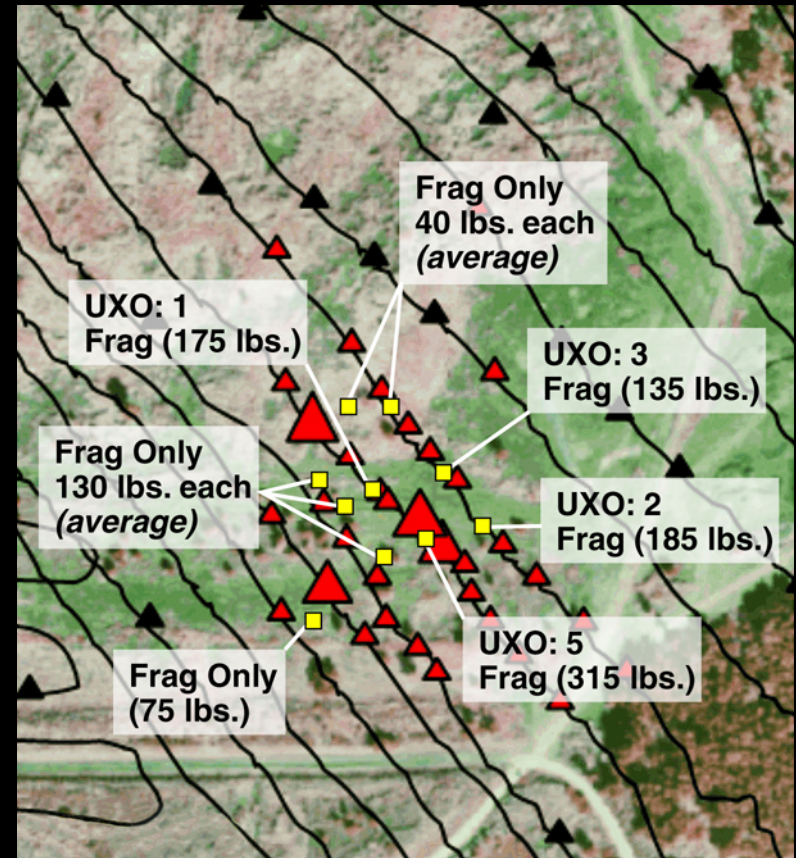 Frag Only
40 lbs. each
(average)
UXO: 1
Frag (175 lbs.)
UXO: 3
Frag (135 lbs.)
Frag Only
130 lbs. each
(average)
UXO: 2
Frag (185 lbs.)
UXO: 5
Frag (315 lbs.)
Frag Only
(75 lbs.)